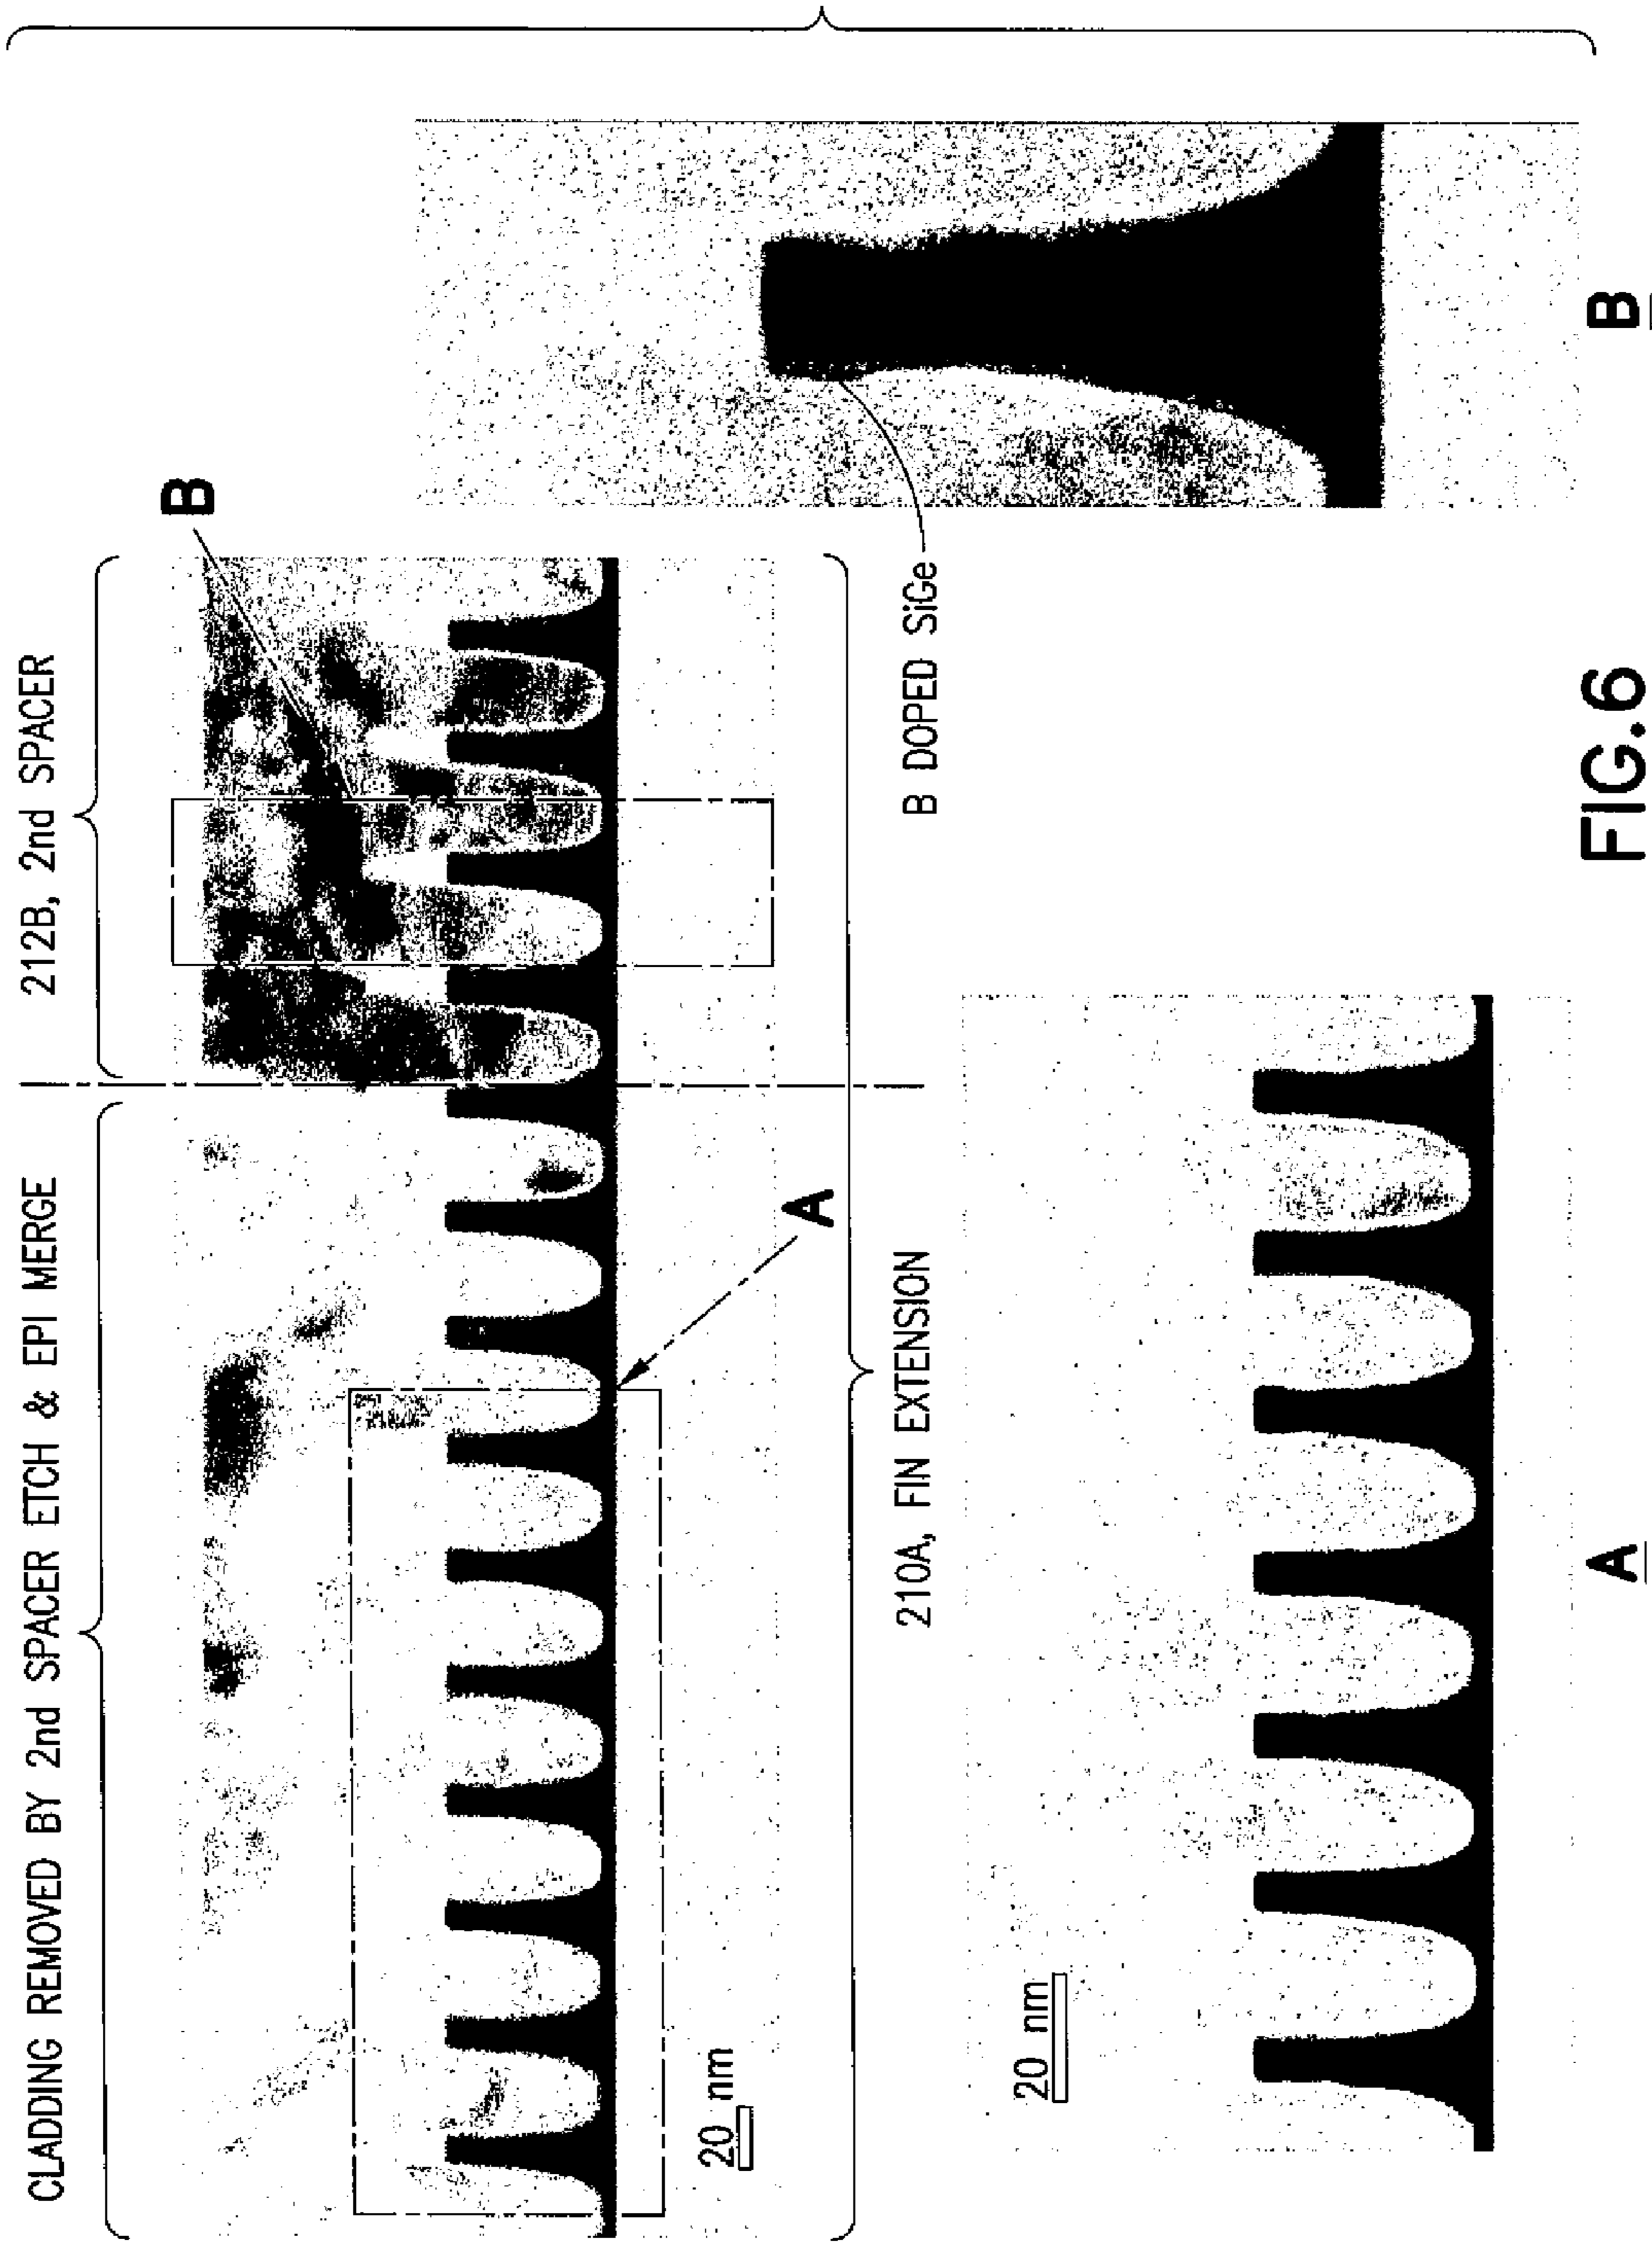 CLADDING REMOVED BY 2nd SPACER ETCH & EPI MERGE
212B, 2nd SPACER
B
A
20 nm
210A, FIN EXTENSION
B DOPED SiGe
20 nm
A
B
FIG.6